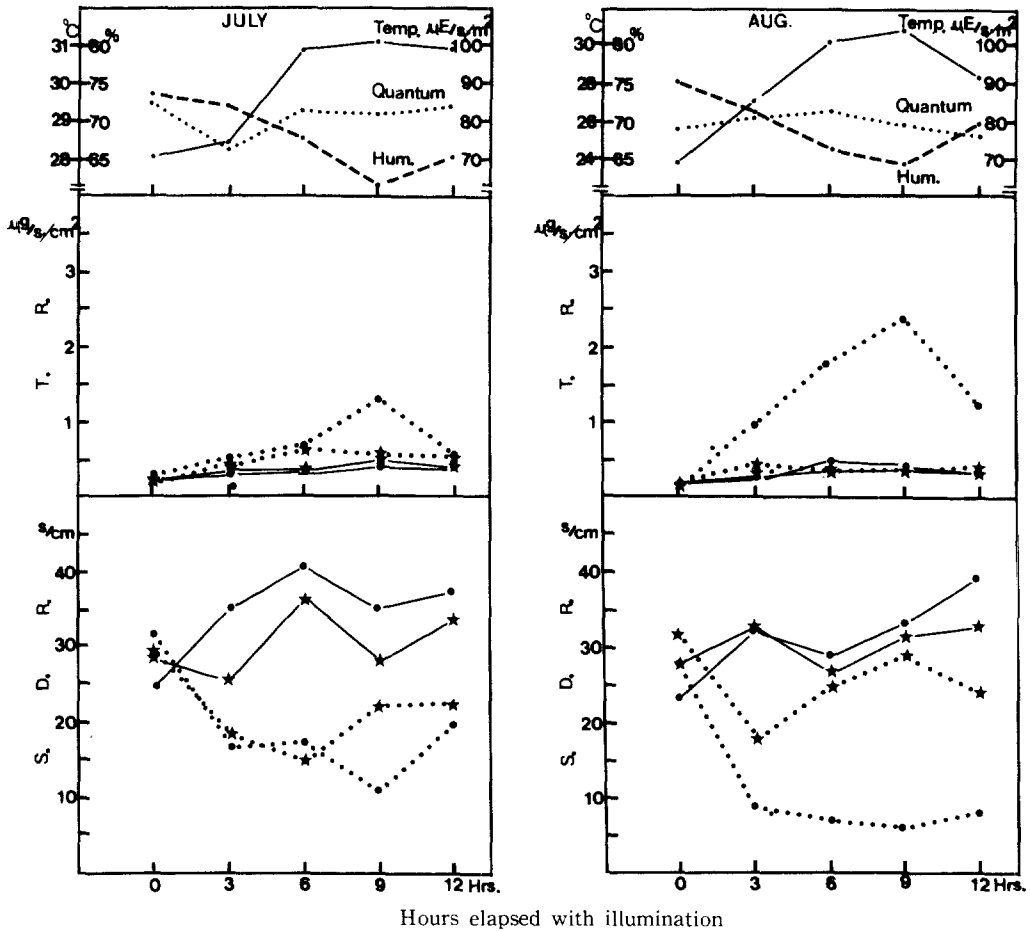 JULY
°C
%
Temp. μE/s/m²
31 80 100
30 75 90
29 70 80
28 65 70
Quantum
Hum.
μg/s/cm²
3
2
1
T. R.
s/cm
40
30
20
10
S. D. R.
0 3 6 9 12 Hrs.
AUG.
°C
%
Temp. μE/s/m²
30 80 100
28 75 90
26 70 80
24 65 70
Quantum
Hum.
μg/s/cm²
3
2
1
T. R.
s/cm
40
30
20
10
S. D. R.
0 3 6 9 12 Hrs.
Hours elapsed with illumination